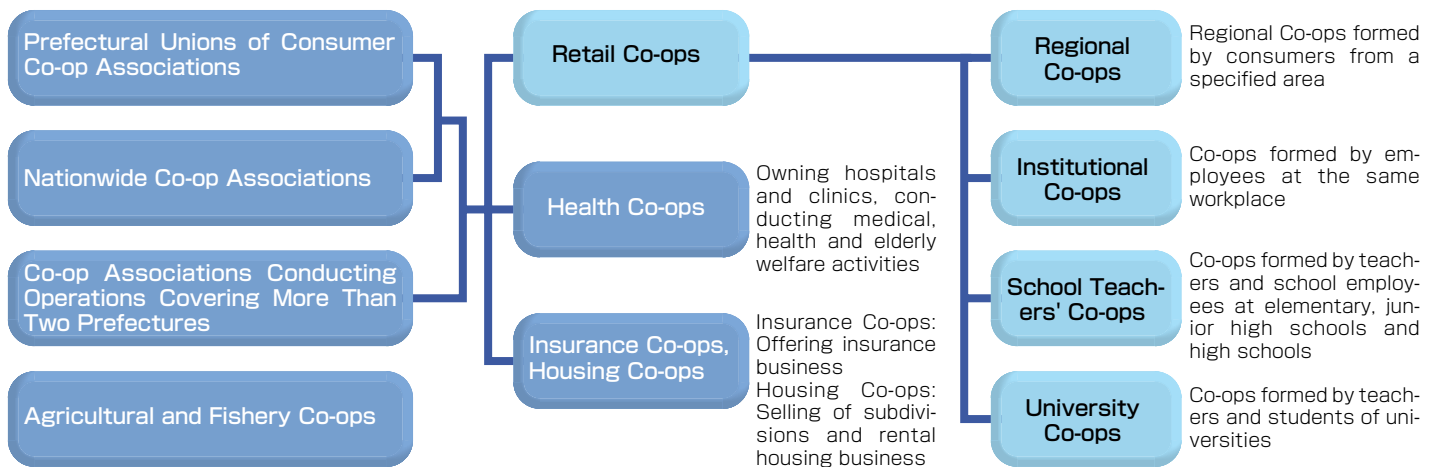 Prefectural Unions of Consumer
Co-op Associations
Nationwide Co-op Associations
Co-op Associations Conducting
Operations Covering More Than
Two Prefectures
Agricultural and Fishery Co-ops
Retail Co-ops
Health Co-ops
Owning hospitals
and clinics, con-
ducting medical,
health and elderly
welfare activities
Insurance Co-ops,
Housing Co-ops
Insurance Co-ops:
Offering insurance
business
Housing Co-ops:
Selling of subdivi-
sions and rental
housing business
Regional
Co-ops
Regional Co-ops formed
by consumers from a
specified area
Institutional
Co-ops
Co-ops formed by em-
ployees at the same
workplace
School Teach-
ers' Co-ops
Co-ops formed by teach-
ers and school employ-
ees at elementary, jun-
ior high schools and
high schools
University
Co-ops
Co-ops formed by teach-
ers and students of uni-
versities